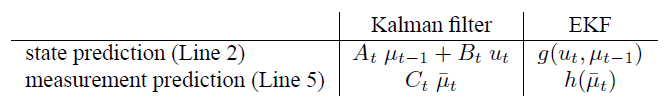 Kalman filter EKF
state prediction (Line 2) A_t μ_{t−1} + B_t u_t g(u_t, μ_{t−1})
measurement prediction (Line 5) C_t μ̄_t h(μ̄_t)